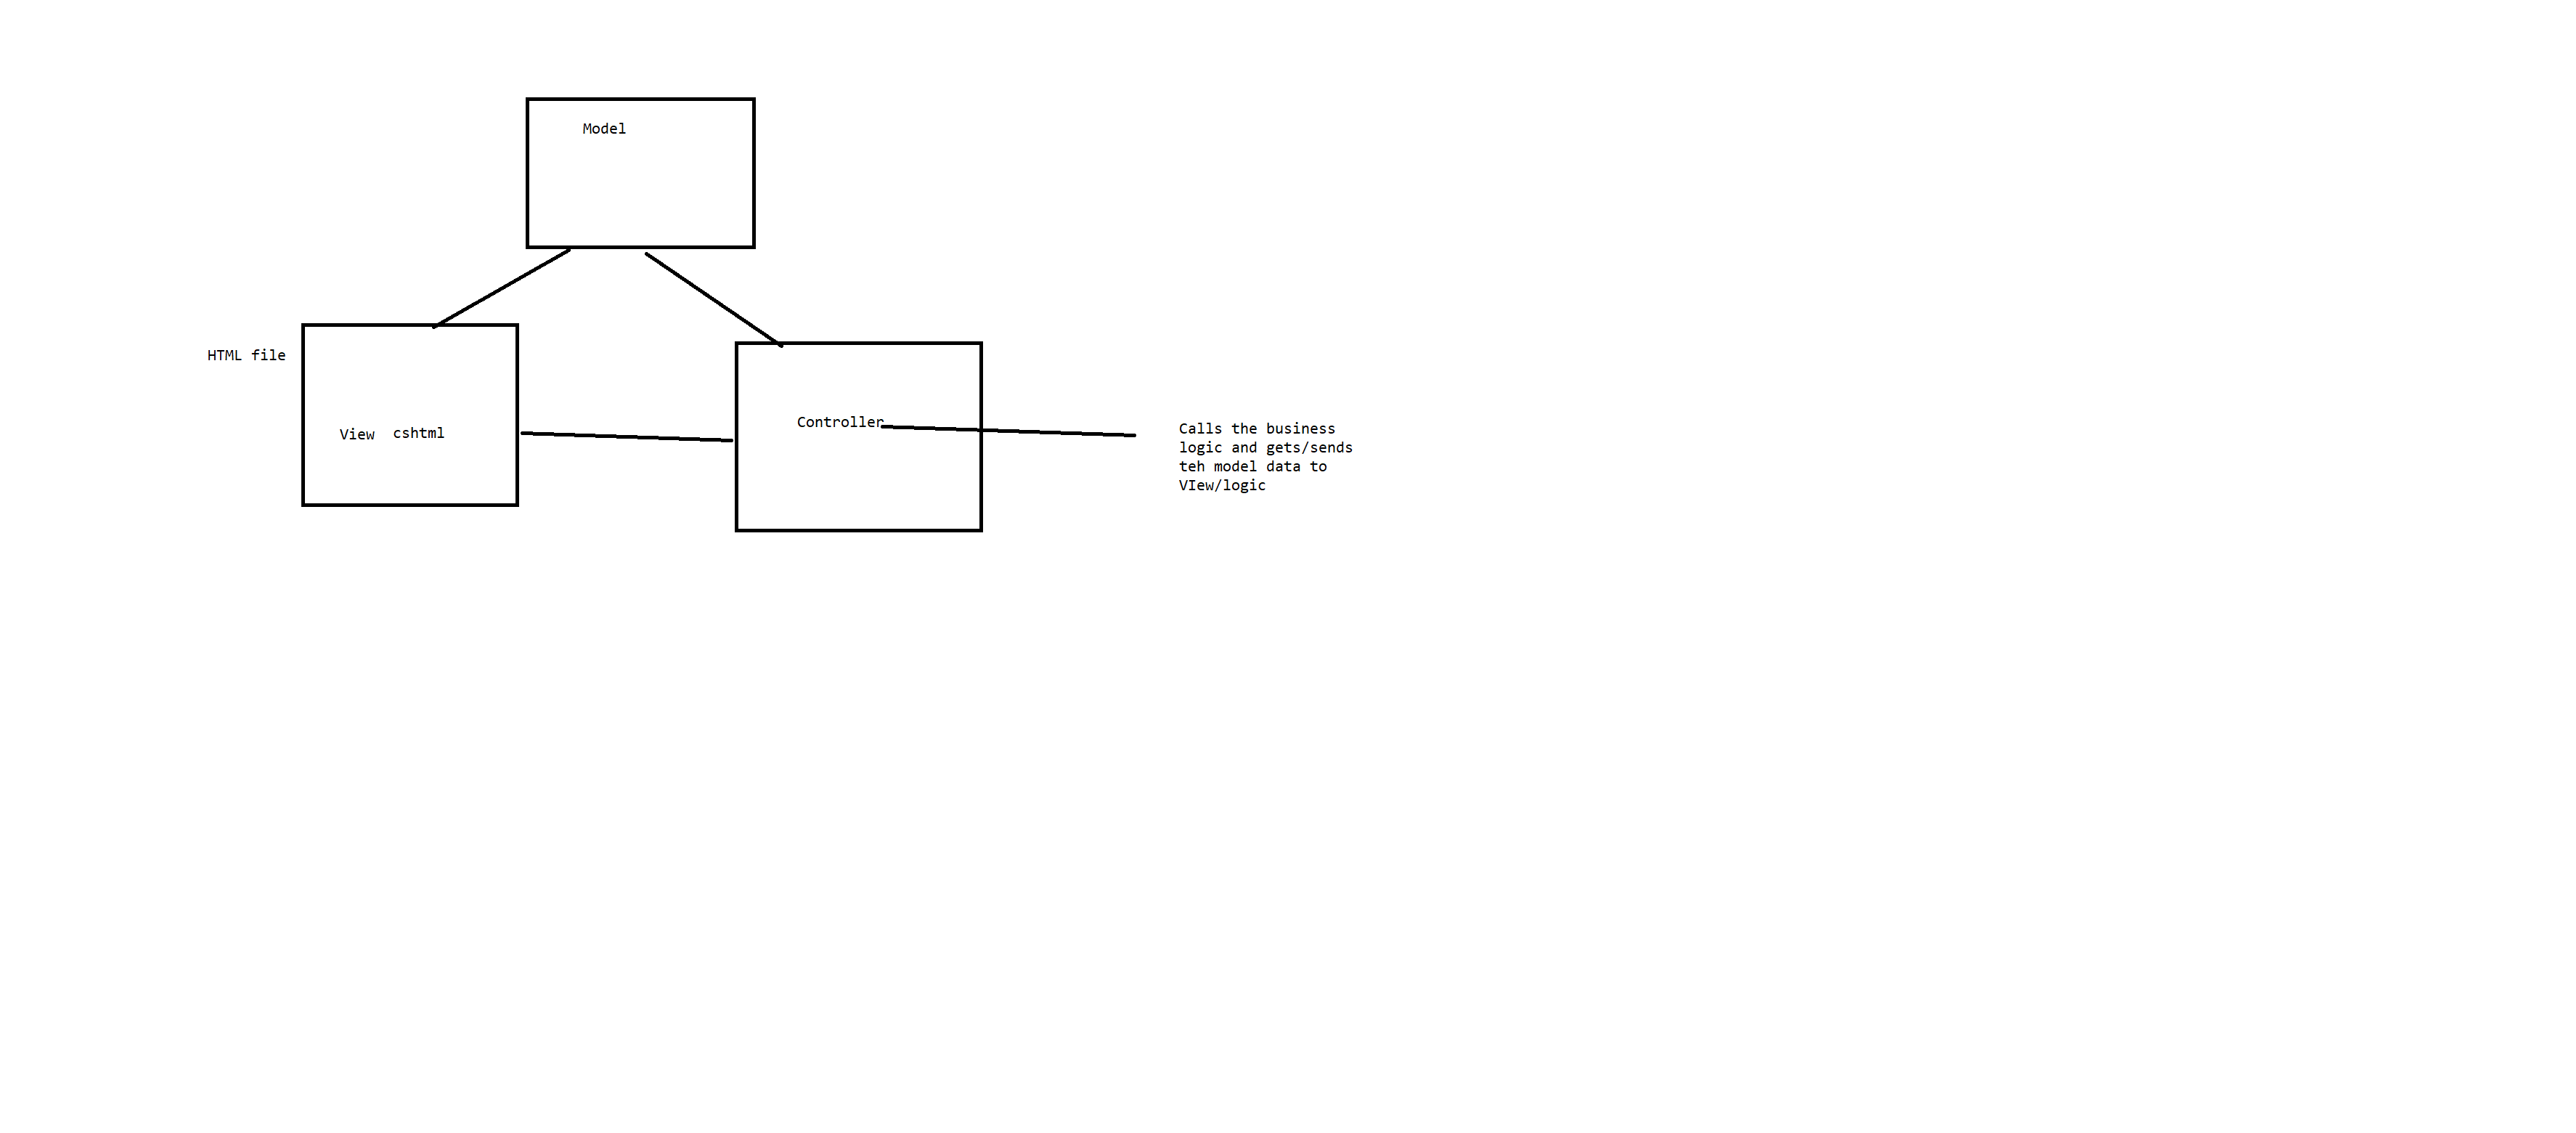 Model
HTML file
View cshtml
Controller
Calls the business
logic and gets/sends
teh model data to
VIew/logic